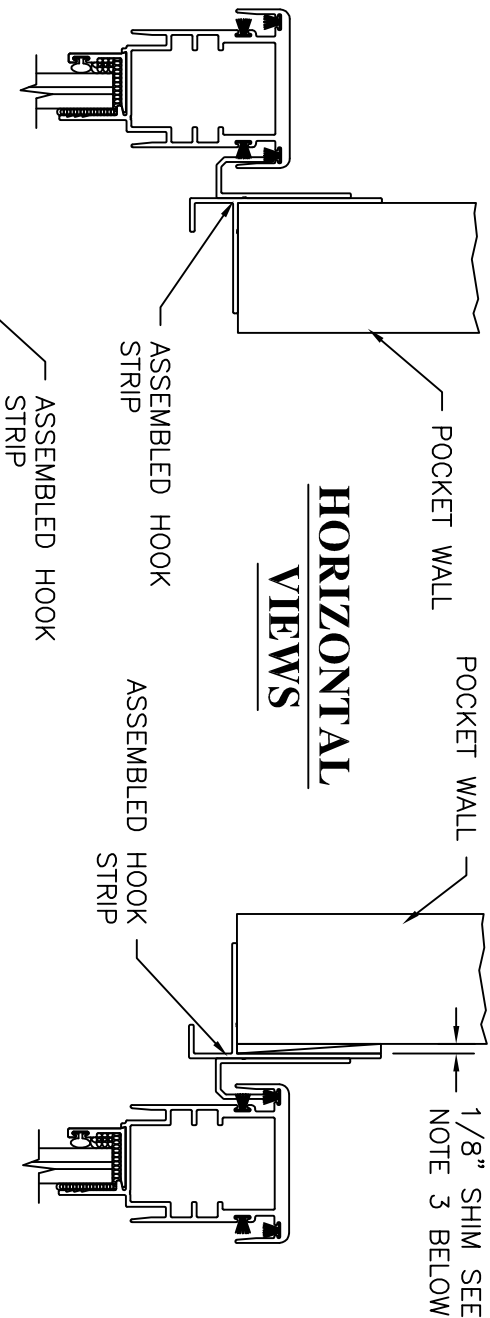 POCKET WALL
POCKET WALL
1/8” SHIM SEE
NOTE 3 BELOW
HORIZONTAL
VIEWS
ASSEMBLED HOOK
STRIP
ASSEMBLED HOOK
STRIP
ASSEMBLED HOOK
STRIP